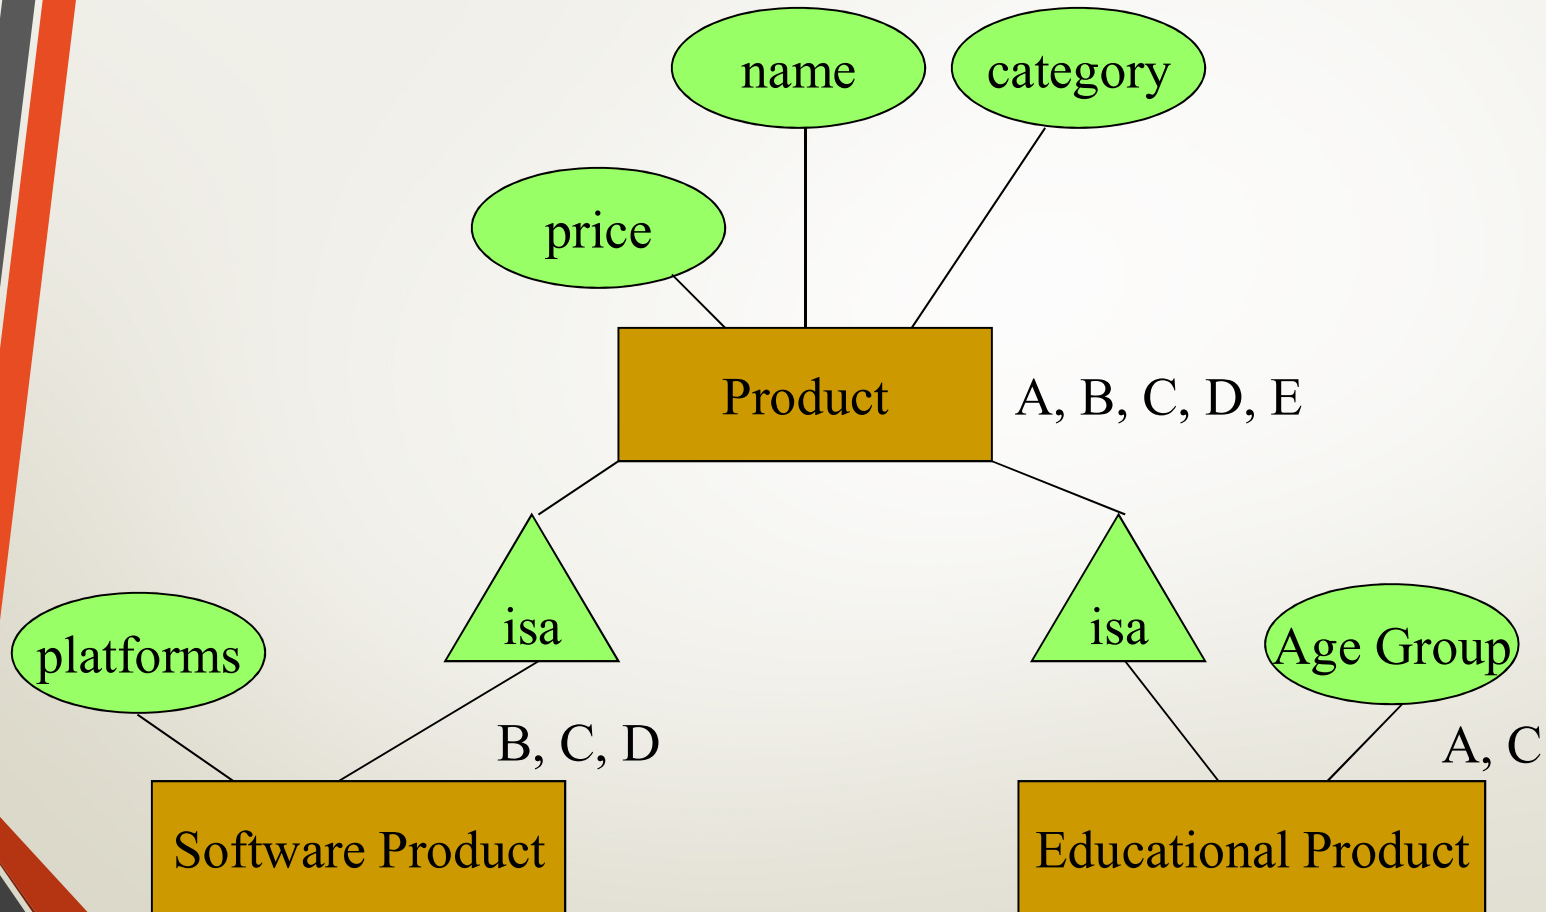 name
category
price
Product
A, B, C, D, E
isa
isa
platforms
Age Group
B, C, D
A, C
Software Product
Educational Product